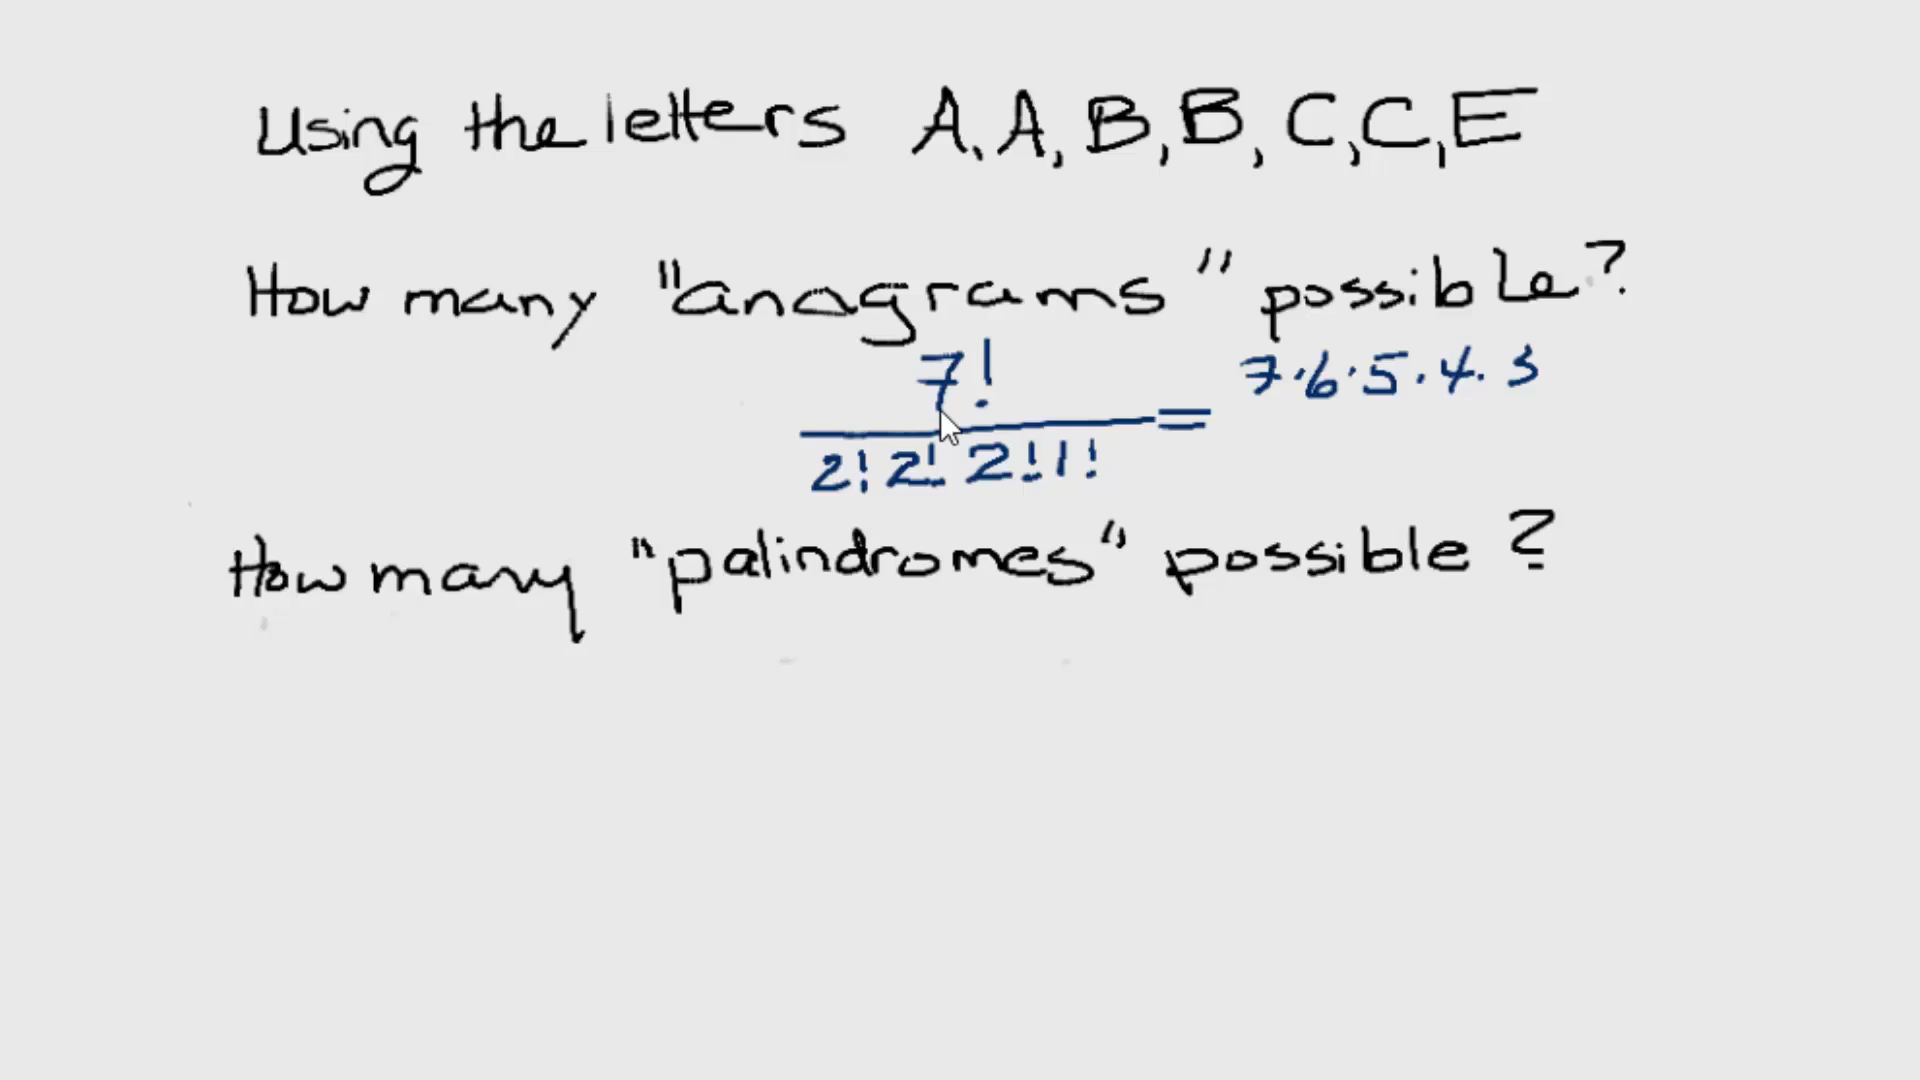 Using the letters A, A, B, B, C, C, E
How many "anagrams" possible?
7!
7·6·5·4·3
=
2! 2! 2! 1!
How many "palindromes" possible?